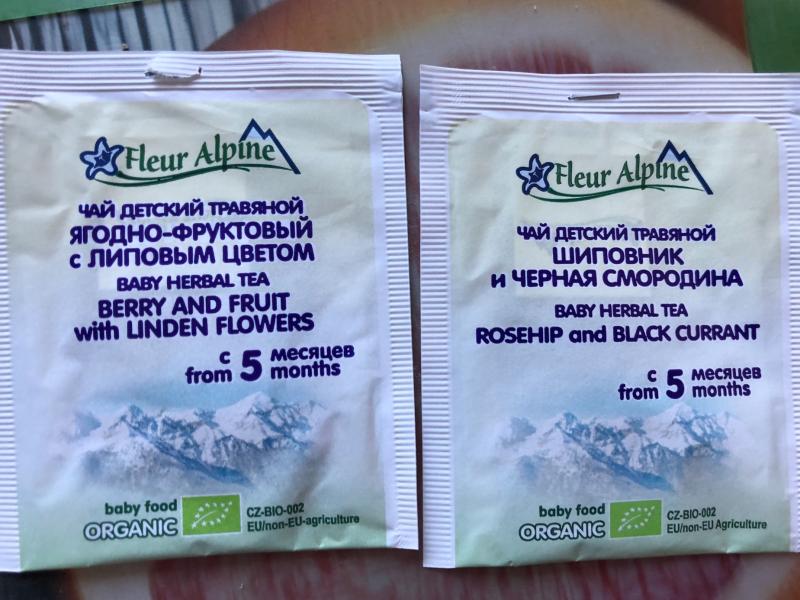 Fleur Alpine
ЧАЙ ДЕТСКИЙ ТРАВЯНОЙ
ЯГОДНО-ФРУКТОВЫЙ
с ЛИПОВЫМ ЦВЕТОМ
BABY HERBAL TEA
BERRY AND FRUIT
with LINDEN FLOWERS
с 5 месяцев
from months
baby food
ORGANIC
CZ-BIO-002
EU/non-EU-agriculture
Fleur Alpine
ЧАЙ ДЕТСКИЙ ТРАВЯНОЙ
ШИПОВНИК
и ЧЕРНАЯ СМОРОДИНА
BABY HERBAL TEA
ROSEHIP and BLACK CURRANT
с 5 месяцев
from months
baby food
ORGANIC
CZ-BIO-002
EU/non-EU Agriculture